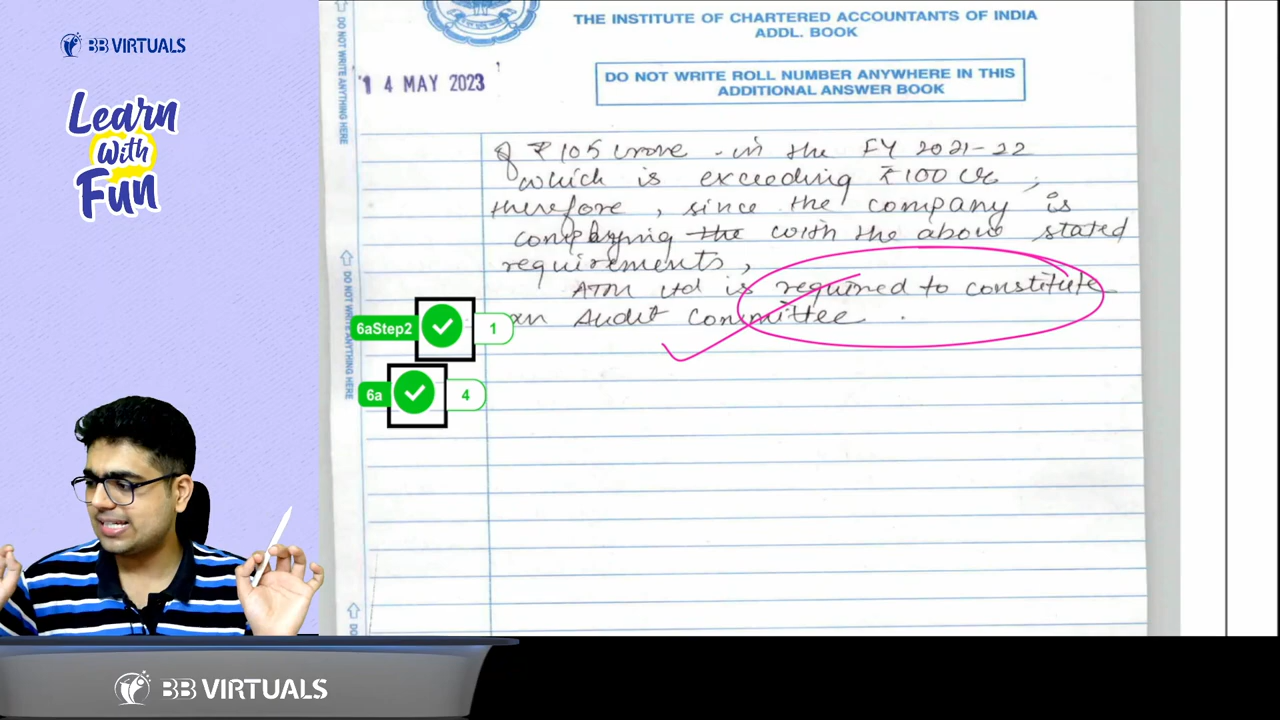 BB VIRTUALS
Learn
with
Fun
THE INSTITUTE OF CHARTERED ACCOUNTANTS OF INDIA
ADDL. BOOK
DO NOT WRITE ROLL NUMBER ANYWHERE IN THIS
ADDITIONAL ANSWER BOOK
14 MAY 2023
DO NOT WRITE ANYTHING HERE
of ₹105 crore in the FY 2021-22
which is exceeding ₹100 cr ;
therefore, since the company is
complying the with the above stated
requirements,
ATM Ltd is required to constitute
an Audit Committee .
DO NOT WRITE ANYTHING HERE
6aStep2 1
6a 4
DO
BB VIRTUALS